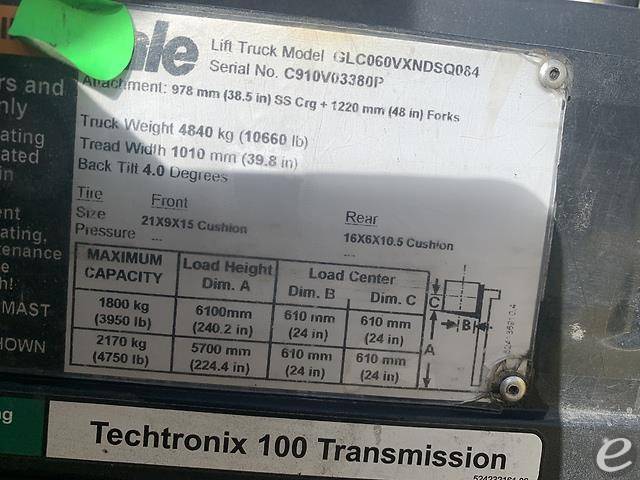 ale
Lift Truck Model GLC060VXNDSQ084
Serial No. C910V03380P
Attachment: 978 mm (38.5 in) SS Crg + 1220 mm (48 in) Forks
Truck Weight 4840 kg (10660 lb)
Tread Width 1010 mm (39.8 in)
Back Tilt 4.0 Degrees
Tire Front Rear
Size 21X9X15 Cushion 16X6X10.5 Cushion
Pressure --- ---
MAXIMUM CAPACITY Load Height Dim. A Load Center
Dim. B Dim. C
1800 kg 6100mm 610 mm 610 mm
(3950 lb) (240.2 in) (24 in) (24 in)
2170 kg 5700mm 610 mm 610 mm
(4750 lb) (224.4 in) (24 in) (24 in)
C
B
A
ers and
nly
ating
ated
in
ent
ating,
tenance
e
h!
MAST
HOWN
ng
Techtronix 100 Transmission
e